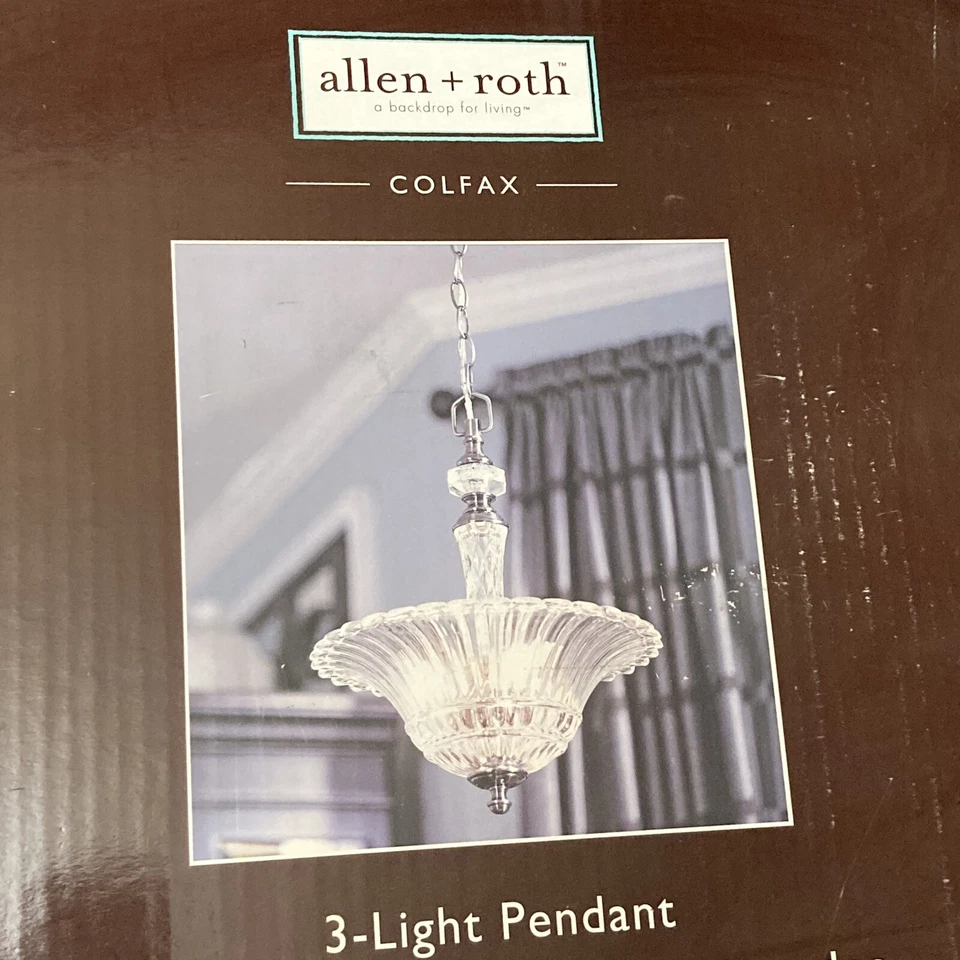 allen + roth™
a backdrop for living™
COLFAX
3-Light Pendant